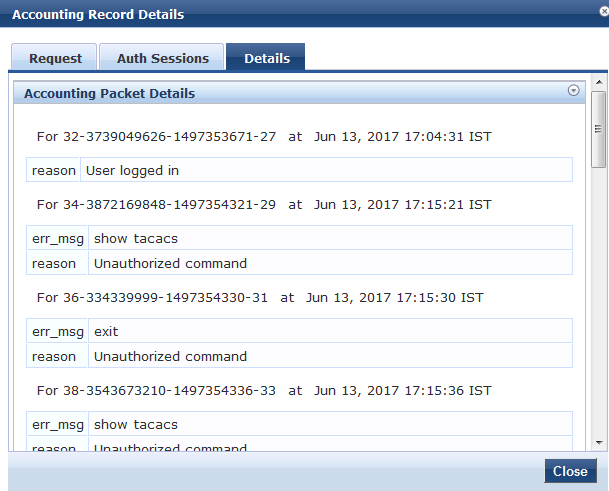 Accounting Record Details
Request Auth Sessions Details
Accounting Packet Details
For 32-3739049626-1497353671-27 at Jun 13, 2017 17:04:31 IST
reason User logged in
For 34-3872169848-1497354321-29 at Jun 13, 2017 17:15:21 IST
err_msg show tacacs
reason Unauthorized command
For 36-334339999-1497354330-31 at Jun 13, 2017 17:15:30 IST
err_msg exit
reason Unauthorized command
For 38-3543673210-1497354336-33 at Jun 13, 2017 17:15:36 IST
err_msg show tacacs
reason Unauthorized command
Close